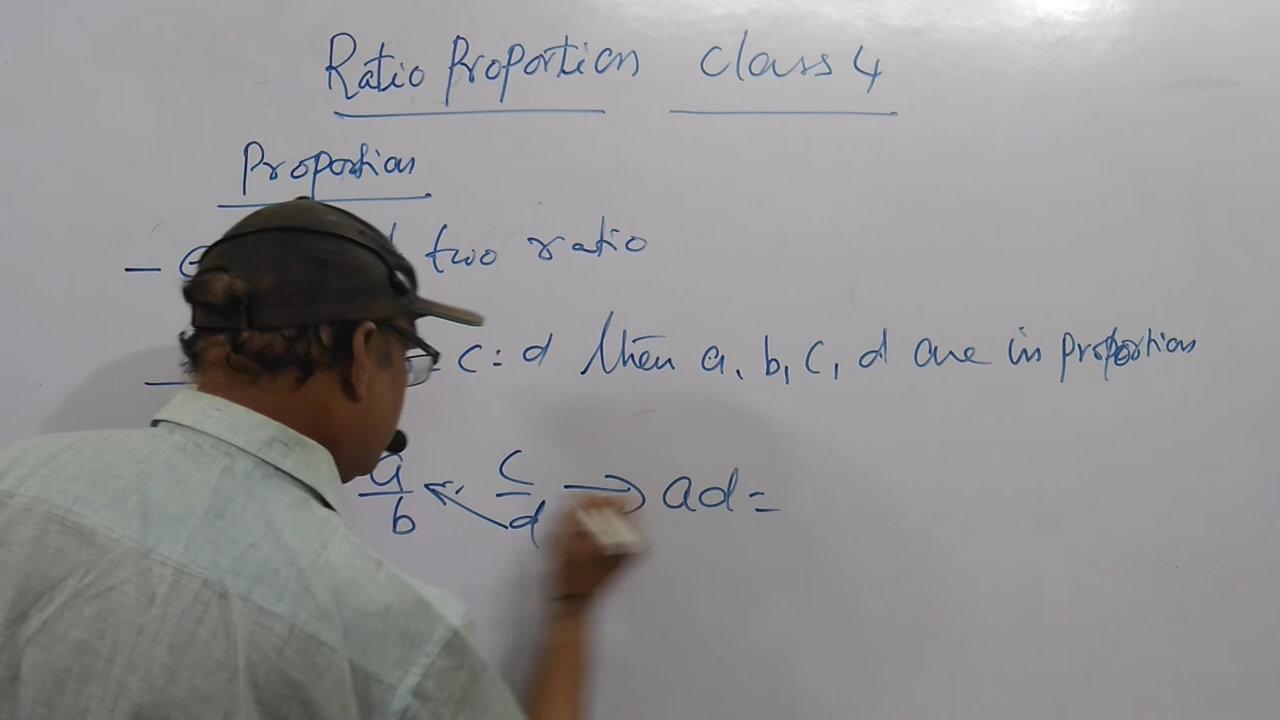 Ratio Proportion Class 4
Proportion
- two ratio
- = c : d then a, b, c, d are in proportion
a/b c/d → ad =